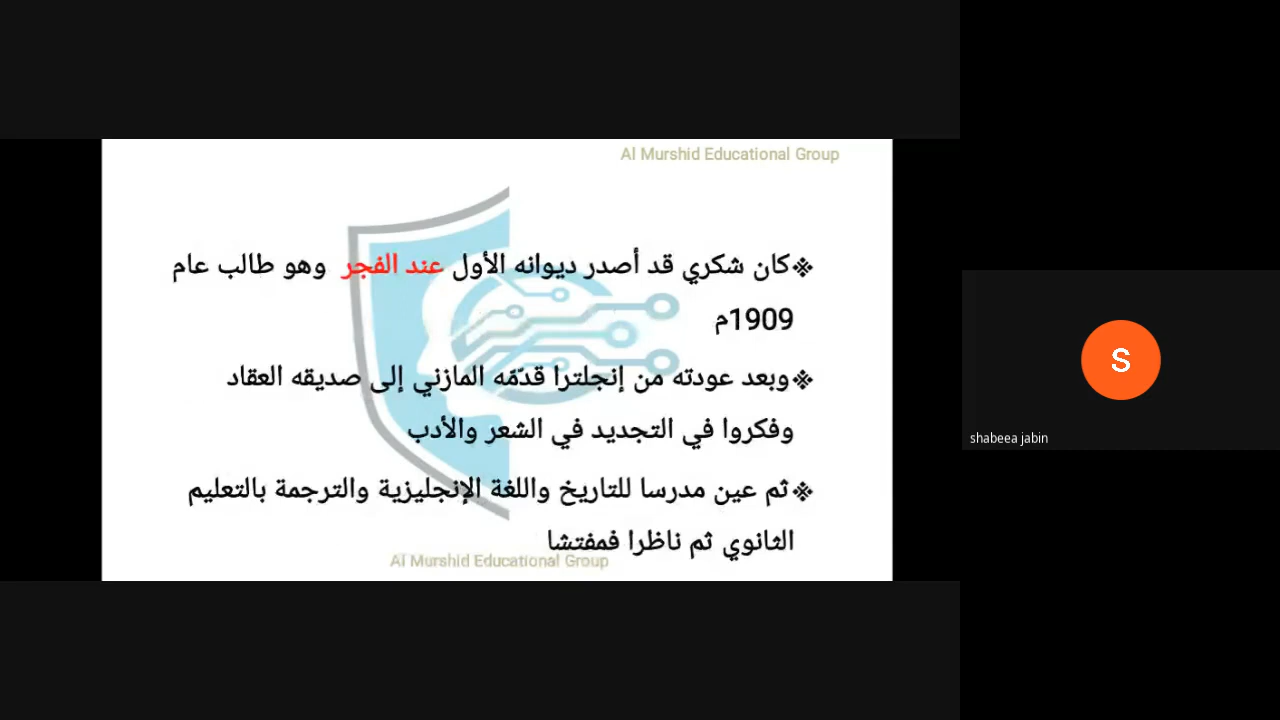 Al Murshid Educational Group
❖كان شكري قد أصدر ديوانه الأول عند الفجر وهو طالب عام
1909م
❖وبعد عودته من إنجلترا قدّمّه المازني إلى صديقه العقاد
وفكروا في التجديد في الشعر والأدب
❖ثم عين مدرسا للتاريخ واللغة الإنجليزية والترجمة بالتعليم
الثانوي ثم ناظرا فمفتشا
Al Murshid Educational Group
S
shabeea jabin